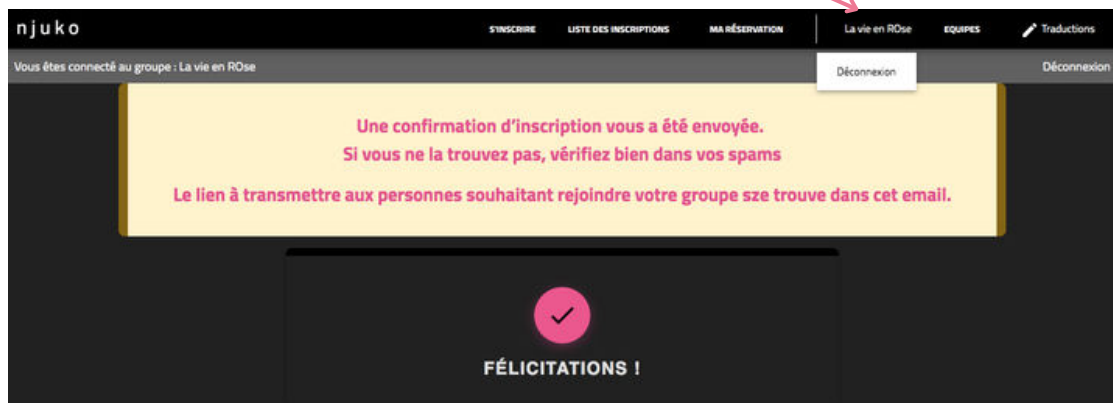 njuko
S'INSCRIRE LISTE DES INSCRIPTIONS MA RÉSERVATION La vie en ROse EQUIPES Traductions
Vous êtes connecté au groupe : La vie en ROse Déconnexion Déconnexion
Une confirmation d'inscription vous a été envoyée.
Si vous ne la trouvez pas, vérifiez bien dans vos spams
Le lien à transmettre aux personnes souhaitant rejoindre votre groupe sze trouve dans cet email.
FÉLICITATIONS !